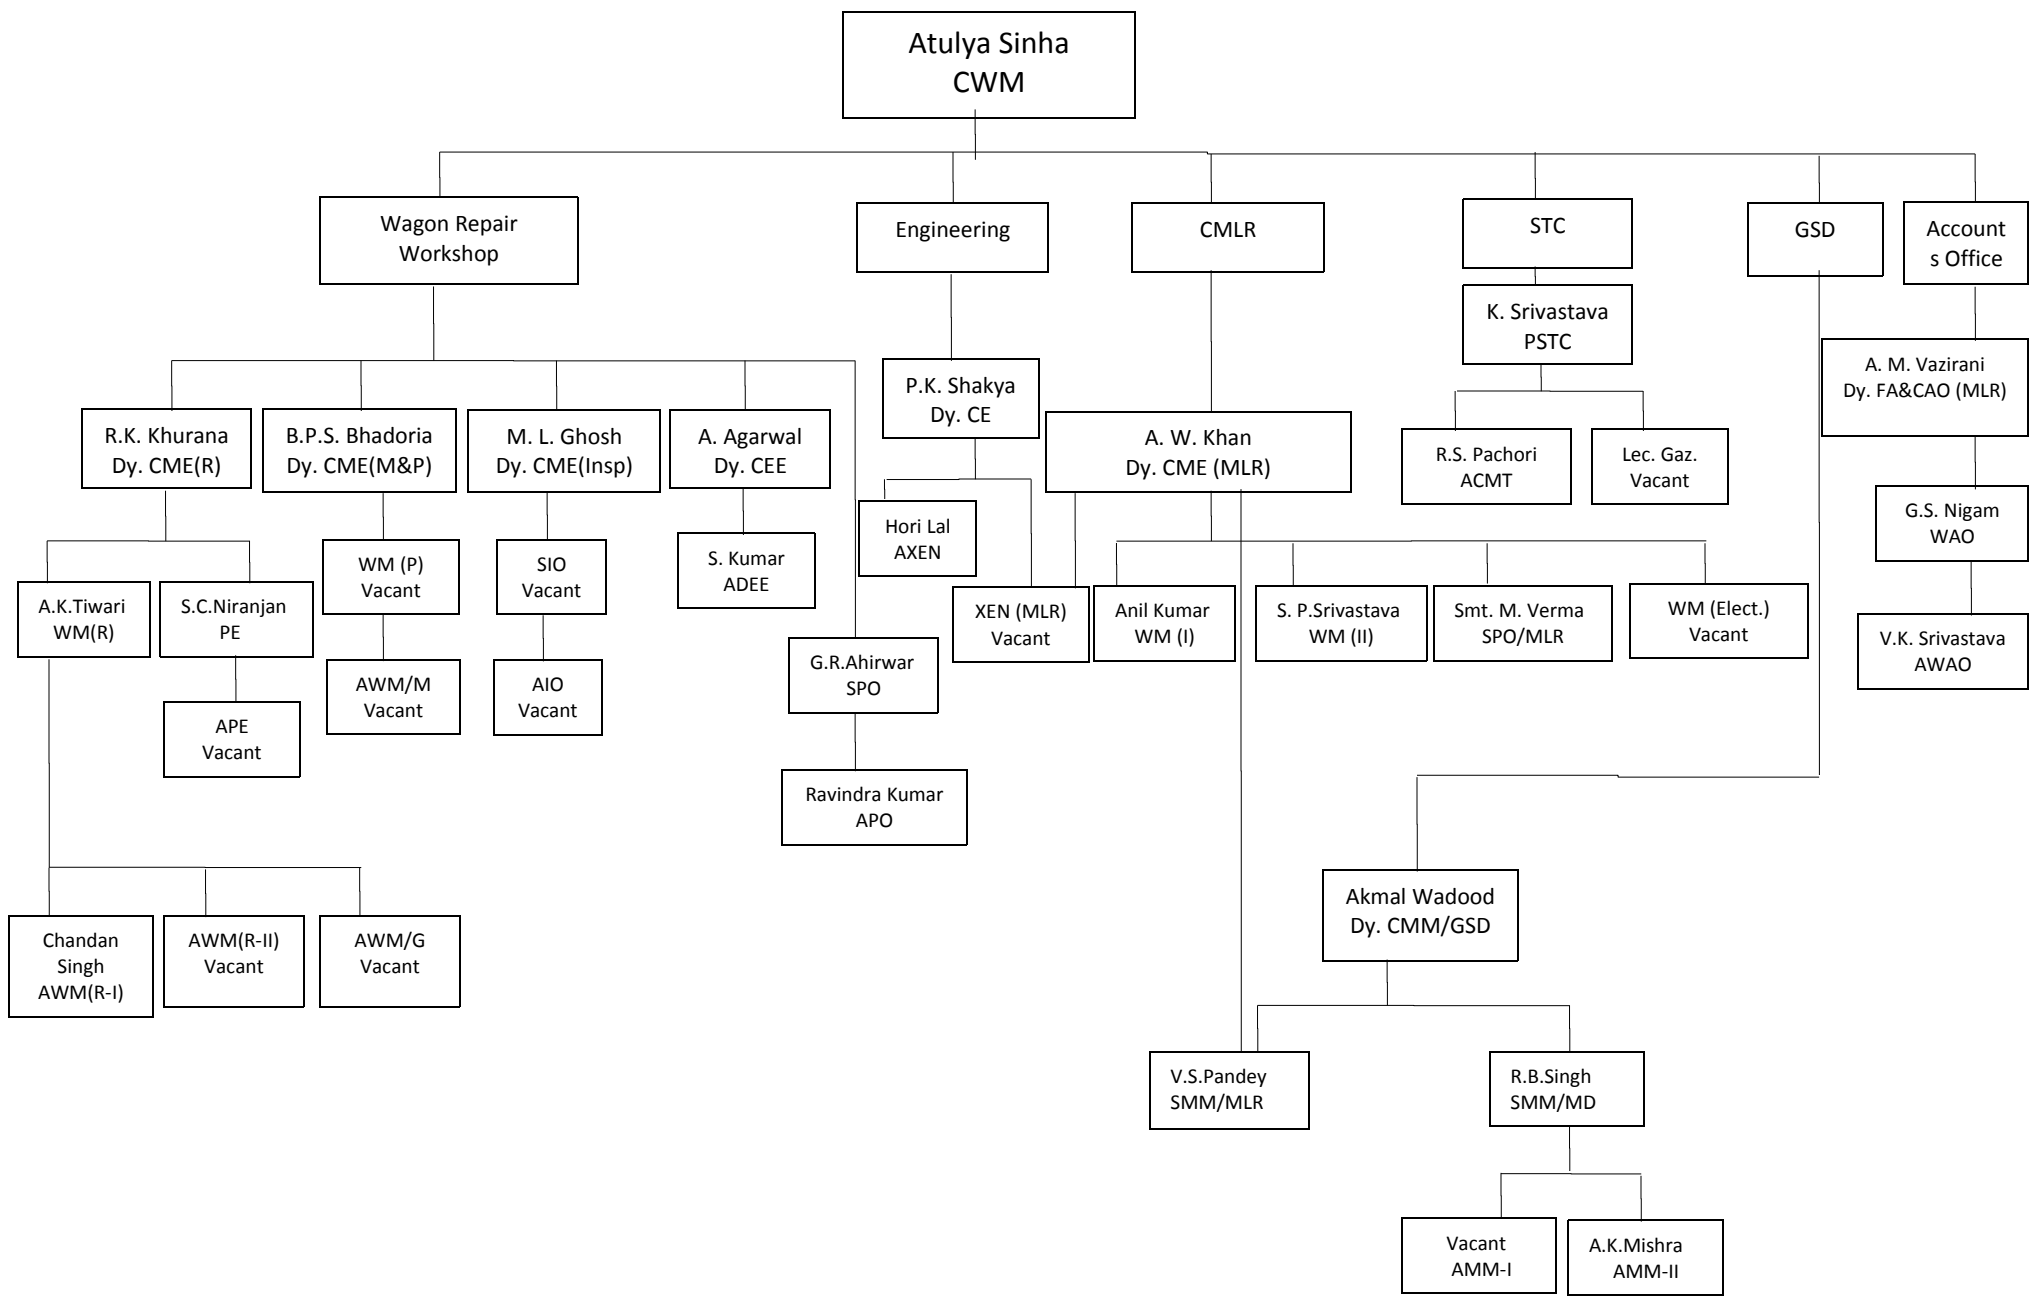 Atulya Sinha
CWM
Wagon Repair
Workshop
Engineering
CMLR
STC
GSD
Account
s Office
K. Srivastava
PSTC
A. M. Vazirani
Dy. FA&CAO (MLR)
P.K. Shakya
Dy. CE
R.K. Khurana
Dy. CME(R)
B.P.S. Bhadoria
Dy. CME(M&P)
M. L. Ghosh
Dy. CME(Insp)
A. Agarwal
Dy. CEE
A. W. Khan
Dy. CME (MLR)
R.S. Pachori
ACMT
Lec. Gaz.
Vacant
G.S. Nigam
WAO
Hori Lal
AXEN
WM (P)
Vacant
SIO
Vacant
S. Kumar
ADEE
A.K.Tiwari
WM(R)
S.C.Niranjan
PE
XEN (MLR)
Vacant
Anil Kumar
WM (I)
S. P.Srivastava
WM (II)
Smt. M. Verma
SPO/MLR
WM (Elect.)
Vacant
V.K. Srivastava
AWAO
G.R.Ahirwar
SPO
AWM/M
Vacant
AIO
Vacant
APE
Vacant
Ravindra Kumar
APO
Akmal Wadood
Dy. CMM/GSD
Chandan
Singh
AWM(R-I)
AWM(R-II)
Vacant
AWM/G
Vacant
V.S.Pandey
SMM/MLR
R.B.Singh
SMM/MD
Vacant
AMM-I
A.K.Mishra
AMM-II